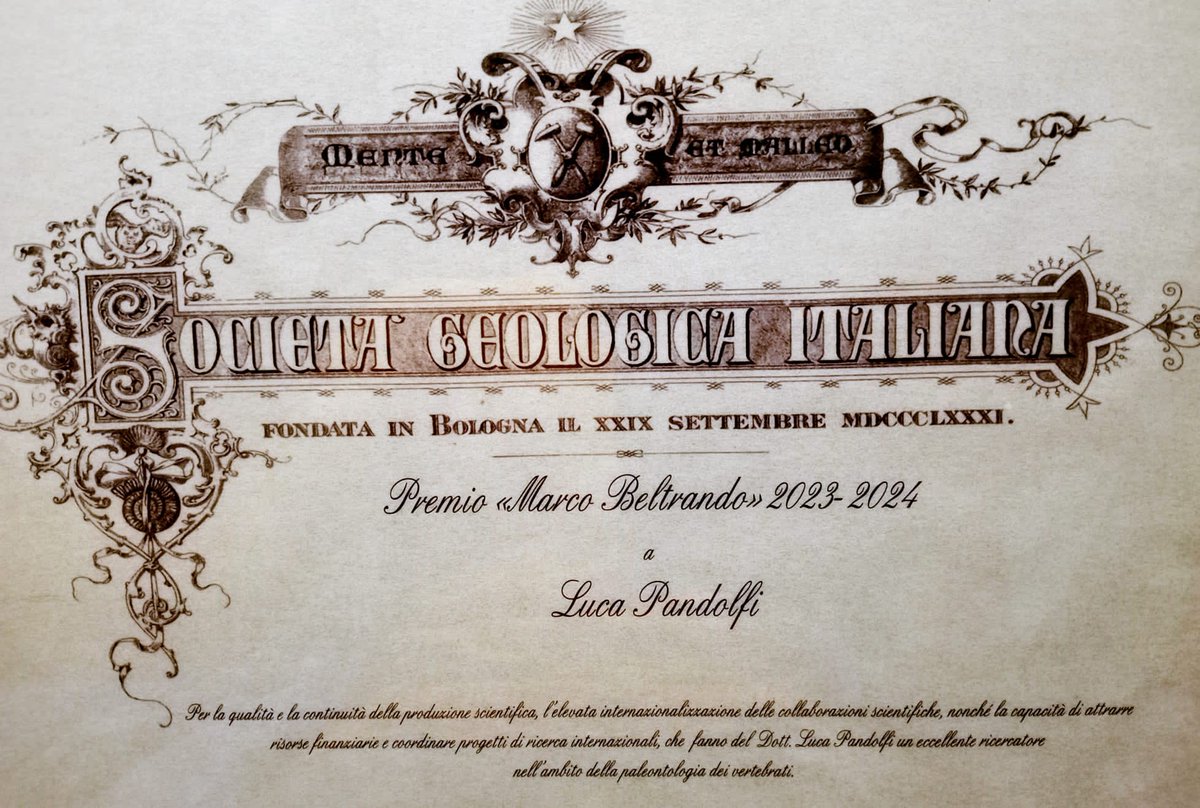 MENTE ET MALLEO
SOCIETÀ GEOLOGICA ITALIANA
FONDATA IN BOLOGNA IL XXIX SETTEMBRE MDCCCLXXXI.
Premio «Marco Beltrando» 2023-2024
a
Luca Pandolfi
Per la qualità e la continuità della produzione scientifica, l'elevata internazionalizzazione delle collaborazioni scientifiche, nonché la capacità di attrarre
risorse finanziarie e coordinare progetti di ricerca internazionali, che fanno del Dott. Luca Pandolfi un eccellente ricercatore
nell'ambito della paleontologia dei vertebrati.